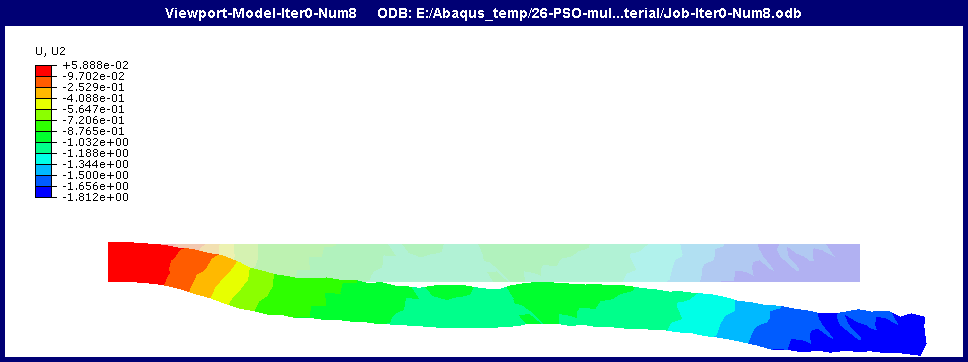 Viewport-Model-Iter0-Num8 ODB: E:/Abaqus_temp/26-PSO-mul...terial/Job-Iter0-Num8.odb
U, U2
+5.888e-02
-9.702e-02
-2.529e-01
-4.088e-01
-5.647e-01
-7.206e-01
-8.765e-01
-1.032e+00
-1.188e+00
-1.344e+00
-1.500e+00
-1.656e+00
-1.812e+00